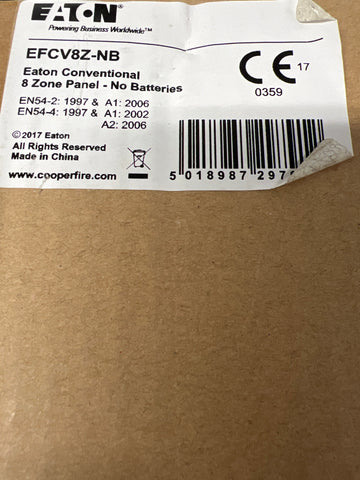 EATON
Powering Business Worldwide™
EFCV8Z-NB
Eaton Conventional
8 Zone Panel - No Batteries
EN54-2: 1997 & A1: 2006
EN54-4: 1997 & A1: 2002
A2: 2006
CE 17
0359
©2017 Eaton
All Rights Reserved
Made in China
www.cooperfire.com
5 018987 297